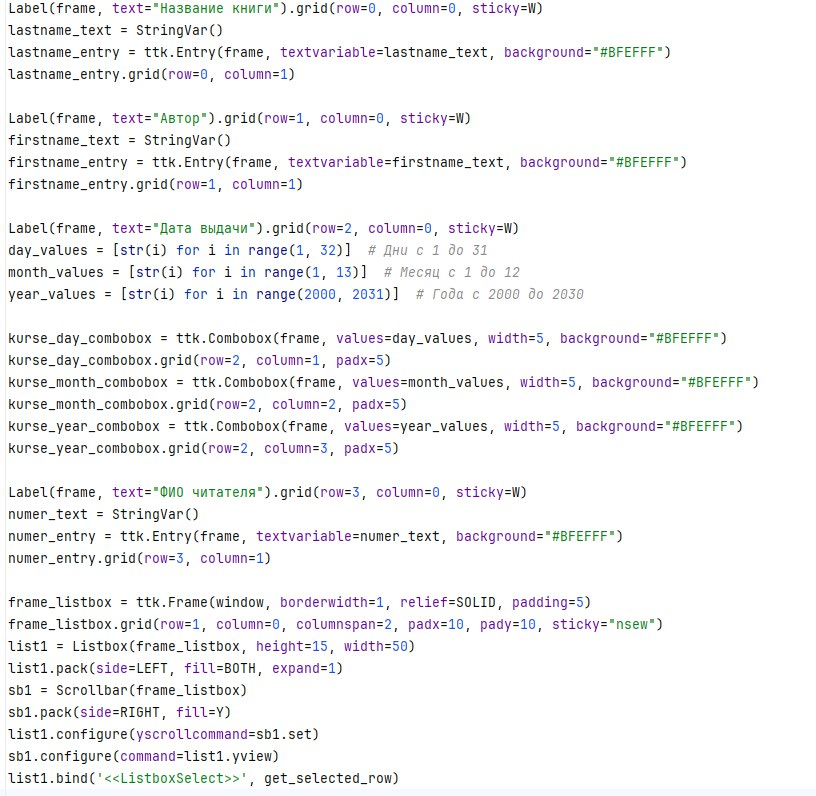 Label(frame, text="Название книги").grid(row=0, column=0, sticky=W)
lastname_text = StringVar()
lastname_entry = ttk.Entry(frame, textvariable=lastname_text, background="#BFEFFF")
lastname_entry.grid(row=0, column=1)
Label(frame, text="Автор").grid(row=1, column=0, sticky=W)
firstname_text = StringVar()
firstname_entry = ttk.Entry(frame, textvariable=firstname_text, background="#BFEFFF")
firstname_entry.grid(row=1, column=1)
Label(frame, text="Дата выдачи").grid(row=2, column=0, sticky=W)
day_values = [str(i) for i in range(1, 32)]  # Дни с 1 до 31
month_values = [str(i) for i in range(1, 13)]  # Месяц с 1 до 12
year_values = [str(i) for i in range(2000, 2031)]  # Года с 2000 до 2030
kurse_day_combobox = ttk.Combobox(frame, values=day_values, width=5, background="#BFEFFF")
kurse_day_combobox.grid(row=2, column=1, padx=5)
kurse_month_combobox = ttk.Combobox(frame, values=month_values, width=5, background="#BFEFFF")
kurse_month_combobox.grid(row=2, column=2, padx=5)
kurse_year_combobox = ttk.Combobox(frame, values=year_values, width=5, background="#BFEFFF")
kurse_year_combobox.grid(row=2, column=3, padx=5)
Label(frame, text="ФИО читателя").grid(row=3, column=0, sticky=W)
numer_text = StringVar()
numer_entry = ttk.Entry(frame, textvariable=numer_text, background="#BFEFFF")
numer_entry.grid(row=3, column=1)
frame_listbox = ttk.Frame(window, borderwidth=1, relief=SOLID, padding=5)
frame_listbox.grid(row=1, column=0, columnspan=2, padx=10, pady=10, sticky="nsew")
list1 = Listbox(frame_listbox, height=15, width=50)
list1.pack(side=LEFT, fill=BOTH, expand=1)
sb1 = Scrollbar(frame_listbox)
sb1.pack(side=RIGHT, fill=Y)
list1.configure(yscrollcommand=sb1.set)
sb1.configure(command=list1.yview)
list1.bind('<<ListboxSelect>>', get_selected_row)